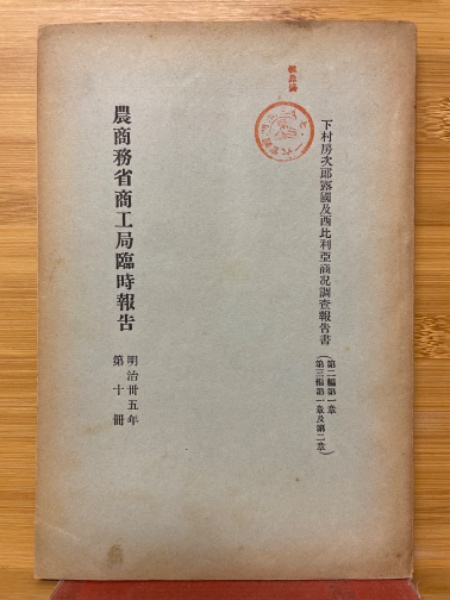 下村房次郎露國及西比利亞商況調査報告書
(第二編第一章
第三編第一章及第二章)
農商務省商工局臨時報告
明治卅五年
第十冊